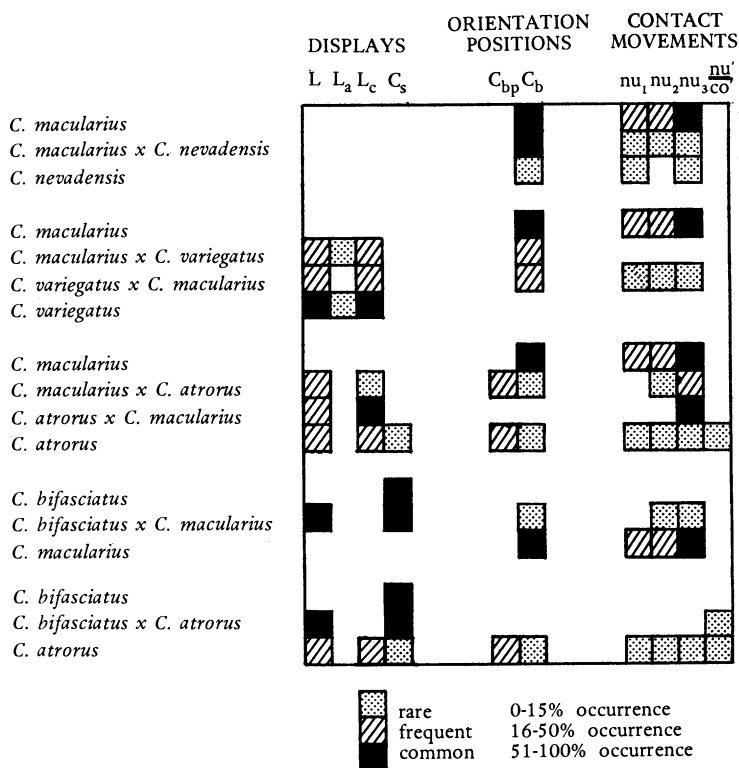 DISPLAYS ORIENTATION POSITIONS CONTACT MOVEMENTS
L La Lc Cs Cbp Cb nu1 nu2 nu3 nu'/co'
C. macularius
C. macularius x C. nevadensis
C. nevadensis
C. macularius
C. macularius x C. variegatus
C. variegatus x C. macularius
C. variegatus
C. macularius
C. macularius x C. atrorus
C. atrorus x C. macularius
C. atrorus
C. bifasciatus
C. bifasciatus x C. macularius
C. macularius
C. bifasciatus
C. bifasciatus x C. atrorus
C. atrorus
rare 0-15% occurrence
frequent 16-50% occurrence
common 51-100% occurrence